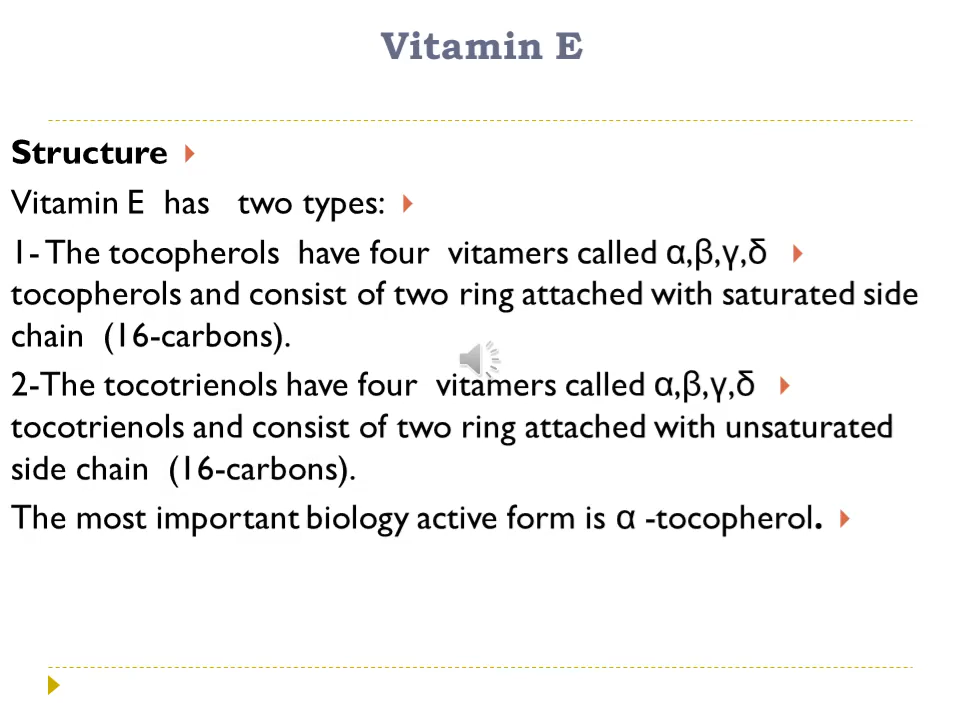 Vitamin E
Structure
Vitamin E has two types:
1- The tocopherols have four vitamers called α,β,γ,δ
tocopherols and consist of two ring attached with saturated side
chain (16-carbons).
2-The tocotrienols have four vitamers called α,β,γ,δ
tocotrienols and consist of two ring attached with unsaturated
side chain (16-carbons).
The most important biology active form is α -tocopherol.